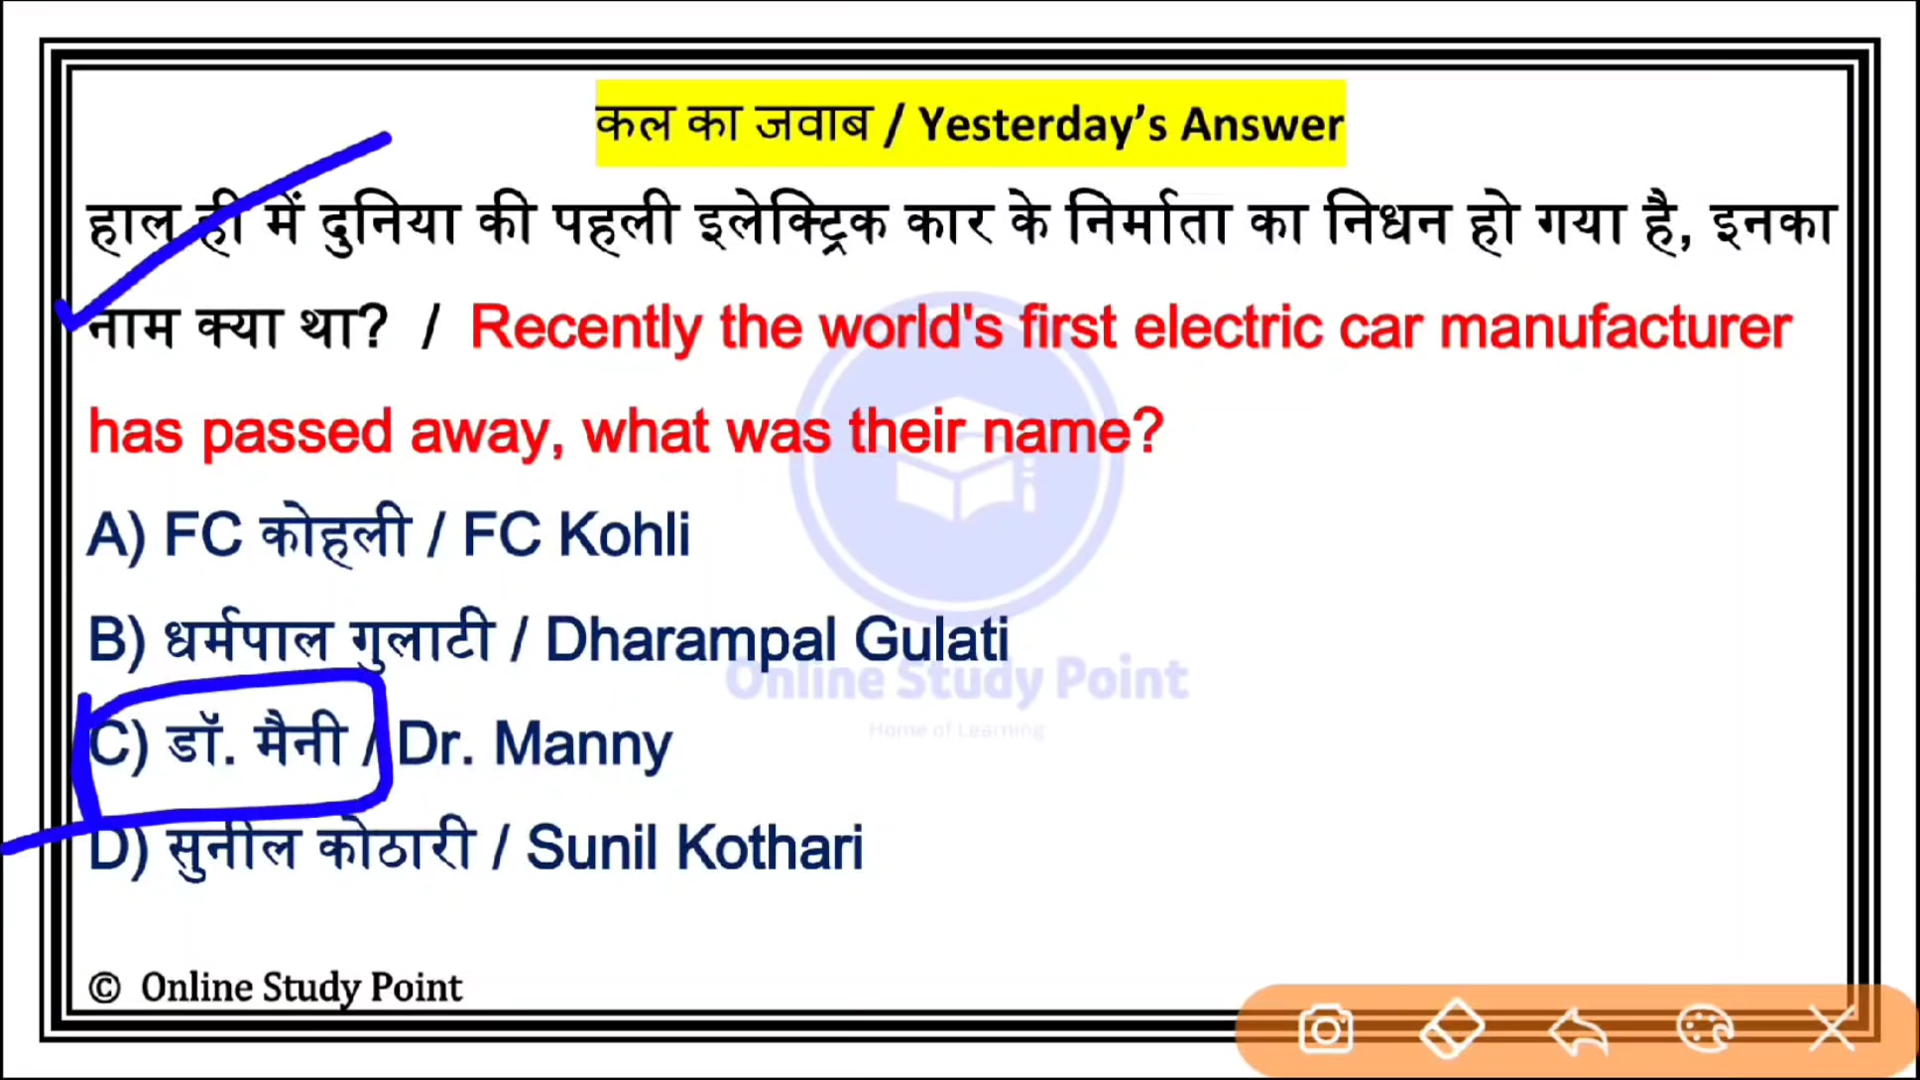 कल का जवाब / Yesterday’s Answer
हाल ही में दुनिया की पहली इलेक्ट्रिक कार के निर्माता का निधन हो गया है, इनका
नाम क्या था? / Recently the world's first electric car manufacturer
has passed away, what was their name?
A) FC कोहली / FC Kohli
B) धर्मपाल गुलाटी / Dharampal Gulati
Online Study Point
Home of Learning
C) डॉ. मैनी / Dr. Manny
D) सुनील कोठारी / Sunil Kothari
© Online Study Point